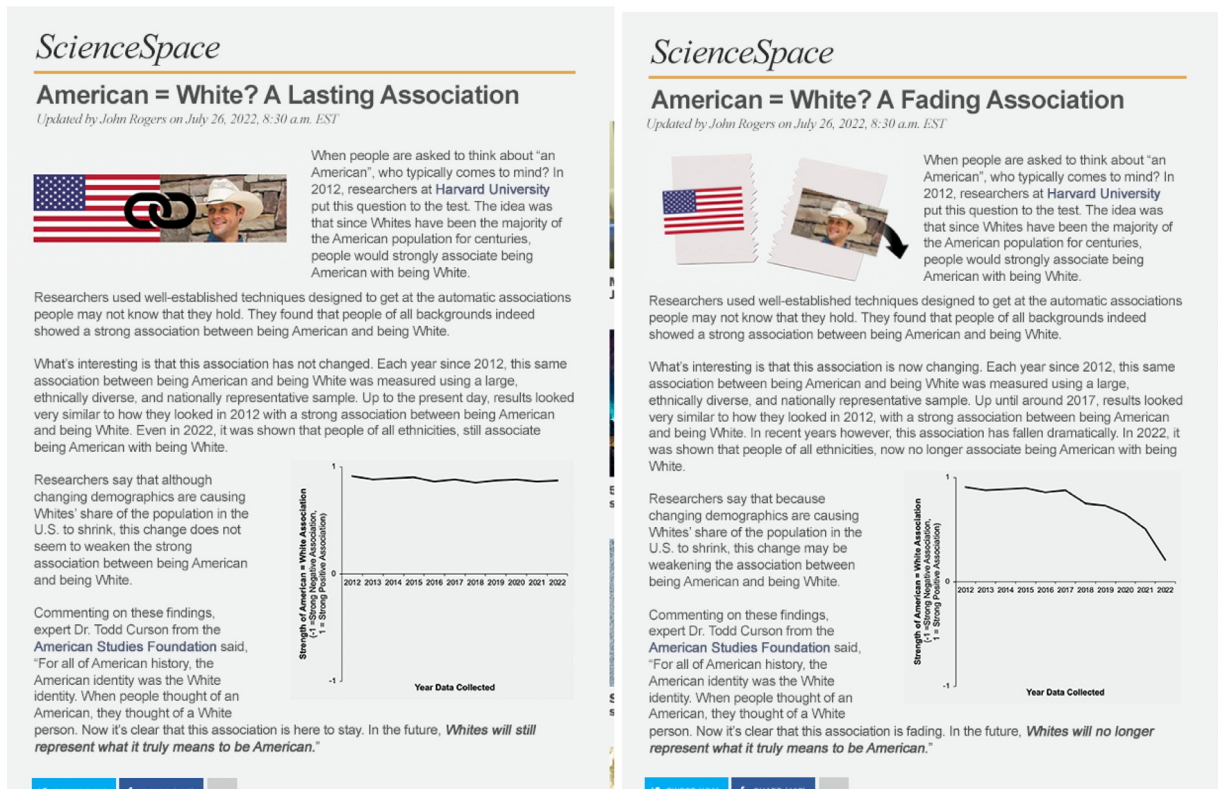 ScienceSpace
American = White? A Lasting Association
Updated by John Rogers on July 26, 2022, 8:30 a.m. EST
When people are asked to think about “an
American”, who typically comes to mind? In
2012, researchers at Harvard University
put this question to the test. The idea was
that since Whites have been the majority of
the American population for centuries,
people would strongly associate being
American with being White.
Researchers used well-established techniques designed to get at the automatic associations
people may not know that they hold. They found that people of all backgrounds indeed
showed a strong association between being American and being White.
What’s interesting is that this association has not changed. Each year since 2012, this same
association between being American and being White was measured using a large,
ethnically diverse, and nationally representative sample. Up to the present day, results looked
very similar to how they looked in 2012 with a strong association between being American
and being White. Even in 2022, it was shown that people of all ethnicities, still associate
being American with being White.
Researchers say that although
changing demographics are causing
Whites’ share of the population in the
U.S. to shrink, this change does not
seem to weaken the strong
association between being American
and being White.
Commenting on these findings,
expert Dr. Todd Curson from the
American Studies Foundation said,
“For all of American history, the
American identity was the White
identity. When people thought of an
American, they thought of a White
person. Now it’s clear that this association is here to stay. In the future, Whites will still
represent what it truly means to be American.”
Strength of American = White Association
(-1 =Strong Negative Association,
1 = Strong Positive Association)
1
0
-1
2012 2013 2014 2015 2016 2017 2018 2019 2020 2021 2022
Year Data Collected
ScienceSpace
American = White? A Fading Association
Updated by John Rogers on July 26, 2022, 8:30 a.m. EST
When people are asked to think about “an
American”, who typically comes to mind? In
2012, researchers at Harvard University
put this question to the test. The idea was
that since Whites have been the majority of
the American population for centuries,
people would strongly associate being
American with being White.
Researchers used well-established techniques designed to get at the automatic associations
people may not know that they hold. They found that people of all backgrounds indeed
showed a strong association between being American and being White.
What’s interesting is that this association is now changing. Each year since 2012, this same
association between being American and being White was measured using a large,
ethnically diverse, and nationally representative sample. Up until around 2017, results looked
very similar to how they looked in 2012, with a strong association between being American
and being White. In recent years however, this association has fallen dramatically. In 2022, it
was shown that people of all ethnicities, now no longer associate being American with being
White.
Researchers say that because
changing demographics are causing
Whites’ share of the population in the
U.S. to shrink, this change may be
weakening the association between
being American and being White.
Commenting on these findings,
expert Dr. Todd Curson from the
American Studies Foundation said,
“For all of American history, the
American identity was the White
identity. When people thought of an
American, they thought of a White
person. Now it’s clear that this association is fading. In the future, Whites will no longer
represent what it truly means to be American.”
Strength of American = White Association
(-1 =Strong Negative Association,
1 = Strong Positive Association)
1
0
-1
2012 2013 2014 2015 2016 2017 2018 2019 2020 2021 2022
Year Data Collected